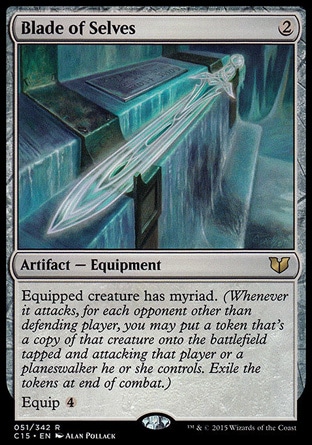 Blade of Selves 2
Artifact — Equipment
Equipped creature has myriad. (Whenever
it attacks, for each opponent other than
defending player, you may put a token that's
a copy of that creature onto the battlefield
tapped and attacking that player or a
planeswalker he or she controls. Exile the
tokens at end of combat.)
Equip 4
051/342 R
C15 • EN Alan Pollack
™ & © 2015 Wizards of the Coast